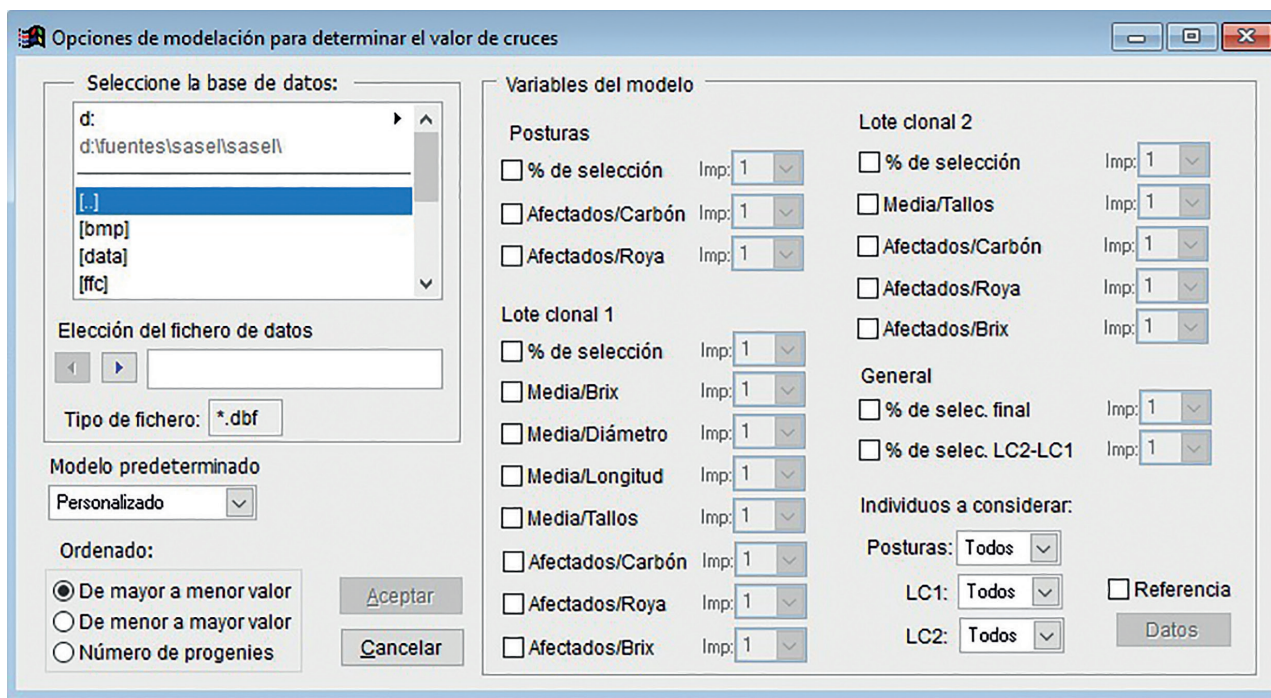 Opciones de modelación para determinar el valor de cruces
Seleccione la base de datos:
d:
d:\fuentes\sasel\sasel\
[..]
[bmp]
[data]
[ffc]
Elección del fichero de datos
Tipo de fichero: *.dbf
Modelo predeterminado
Personalizado
Ordenado:
De mayor a menor valor
De menor a mayor valor
Número de progenies
Aceptar
Cancelar
Variables del modelo
Posturas
% de selección Imp: 1
Afectados/Carbón Imp: 1
Afectados/Roya Imp: 1
Lote clonal 1
% de selección Imp: 1
Media/Brix Imp: 1
Media/Diámetro Imp: 1
Media/Longitud Imp: 1
Media/Tallos Imp: 1
Afectados/Carbón Imp: 1
Afectados/Roya Imp: 1
Afectados/Brix Imp: 1
Lote clonal 2
% de selección Imp: 1
Media/Tallos Imp: 1
Afectados/Carbón Imp: 1
Afectados/Roya Imp: 1
Afectados/Brix Imp: 1
General
% de selec. final Imp: 1
% de selec. LC2-LC1 Imp: 1
Individuos a considerar:
Posturas: Todos
LC1: Todos
LC2: Todos
Referencia
Datos